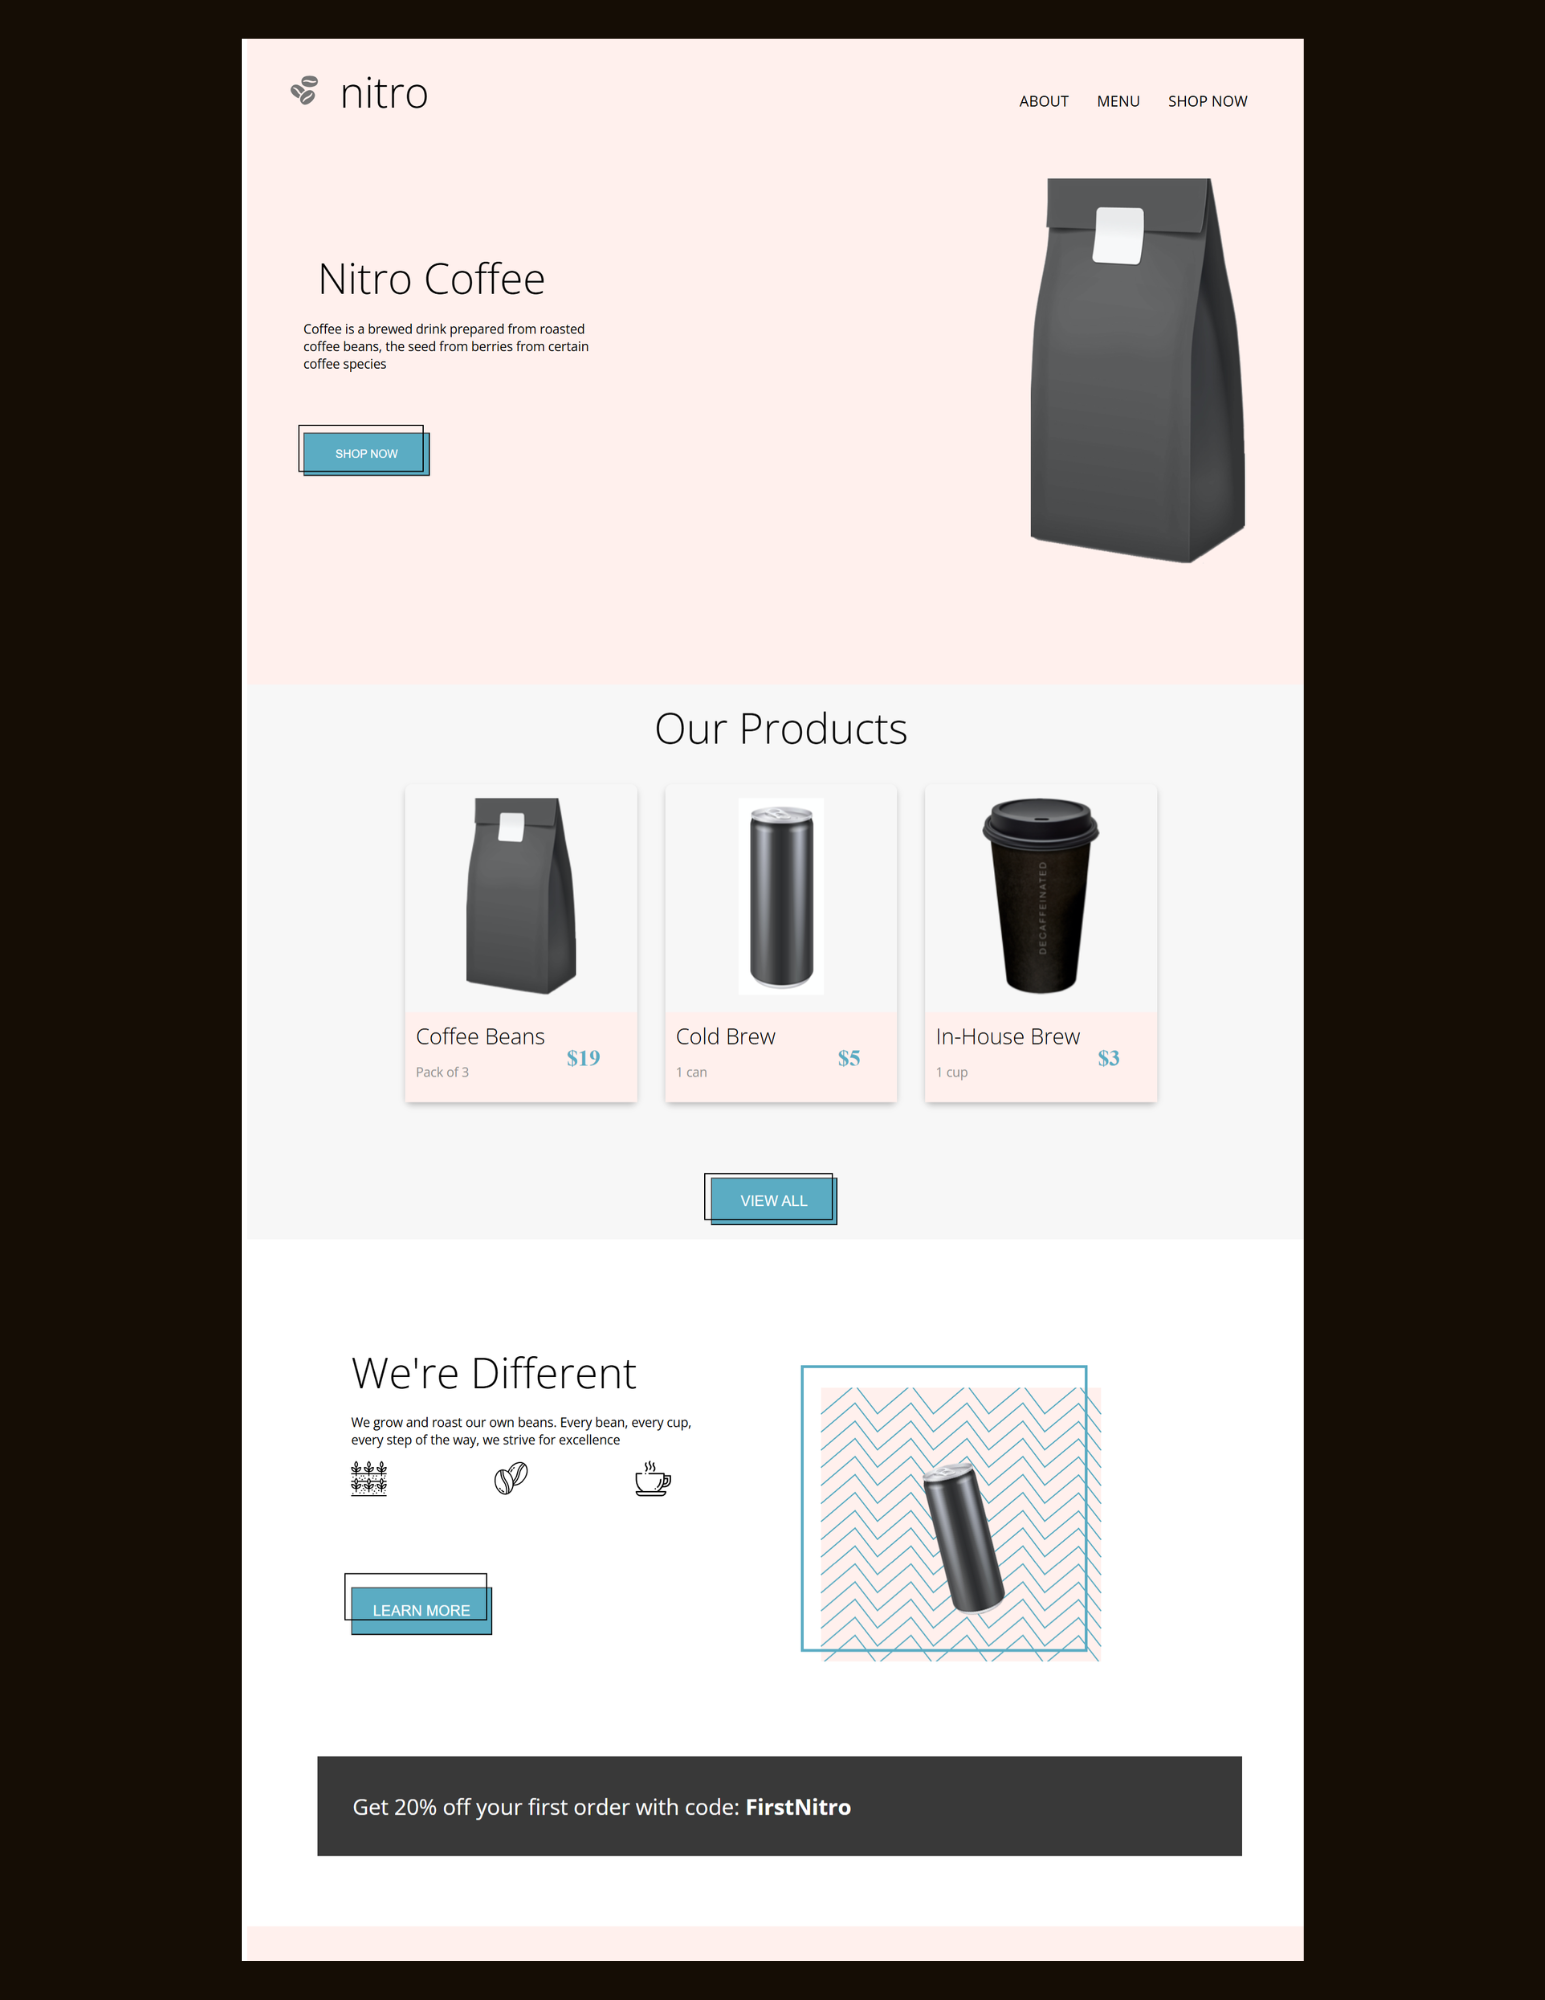 nitro
ABOUT MENU SHOP NOW
Nitro Coffee
Coffee is a brewed drink prepared from roasted
coffee beans, the seed from berries from certain
coffee species
SHOP NOW
Our Products
DECAFFEINATED
Coffee Beans
$19
Pack of 3
Cold Brew
$5
1 can
In-House Brew
$3
1 cup
VIEW ALL
We're Different
We grow and roast our own beans. Every bean, every cup,
every step of the way, we strive for excellence
LEARN MORE
Get 20% off your first order with code: FirstNitro